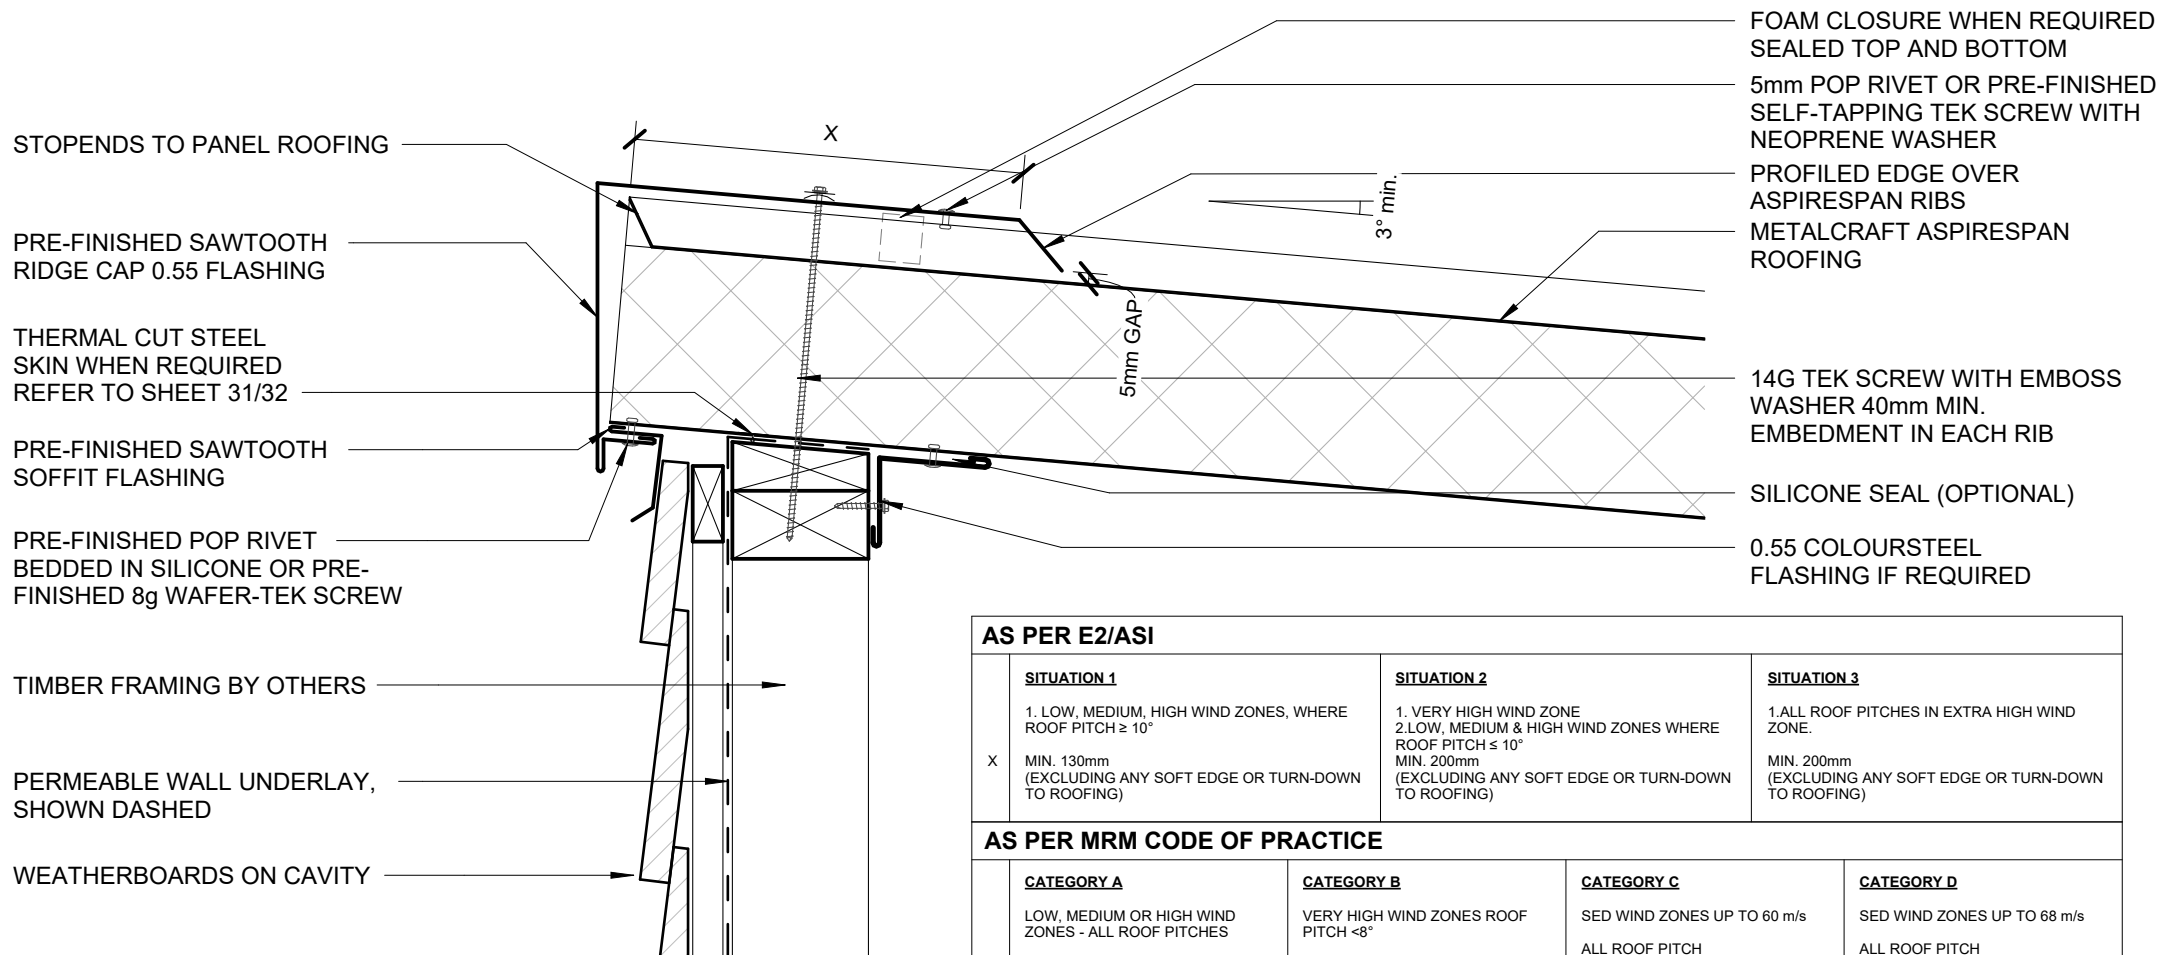 STOPENDS TO PANEL ROOFING
PRE-FINISHED SAWTOOTH
RIDGE CAP 0.55 FLASHING
THERMAL CUT STEEL
SKIN WHEN REQUIRED
REFER TO SHEET 31/32
PRE-FINISHED SAWTOOTH
SOFFIT FLASHING
PRE-FINISHED POP RIVET
BEDDED IN SILICONE OR PRE-
FINISHED 8g WAFER-TEK SCREW
TIMBER FRAMING BY OTHERS
PERMEABLE WALL UNDERLAY,
SHOWN DASHED
WEATHERBOARDS ON CAVITY
X
5mm GAP
3° min.
FOAM CLOSURE WHEN REQUIRED
SEALED TOP AND BOTTOM
5mm POP RIVET OR PRE-FINISHED
SELF-TAPPING TEK SCREW WITH
NEOPRENE WASHER
PROFILED EDGE OVER
ASPIRESPAN RIBS
METALCRAFT ASPIRESPAN
ROOFING
14G TEK SCREW WITH EMBOSS
WASHER 40mm MIN.
EMBEDMENT IN EACH RIB
SILICONE SEAL (OPTIONAL)
0.55 COLOURSTEEL
FLASHING IF REQUIRED
AS PER E2/ASI
X
SITUATION 1
1. LOW, MEDIUM, HIGH WIND ZONES, WHERE
ROOF PITCH ≥ 10°
MIN. 130mm
(EXCLUDING ANY SOFT EDGE OR TURN-DOWN
TO ROOFING)
SITUATION 2
1. VERY HIGH WIND ZONE
2.LOW, MEDIUM & HIGH WIND ZONES WHERE
ROOF PITCH ≤ 10°
MIN. 200mm
(EXCLUDING ANY SOFT EDGE OR TURN-DOWN
TO ROOFING)
SITUATION 3
1.ALL ROOF PITCHES IN EXTRA HIGH WIND
ZONE.
MIN. 200mm
(EXCLUDING ANY SOFT EDGE OR TURN-DOWN
TO ROOFING)
AS PER MRM CODE OF PRACTICE
CATEGORY A
LOW, MEDIUM OR HIGH WIND
ZONES - ALL ROOF PITCHES
CATEGORY B
VERY HIGH WIND ZONES ROOF
PITCH <8°
CATEGORY C
SED WIND ZONES UP TO 60 m/s
ALL ROOF PITCH
CATEGORY D
SED WIND ZONES UP TO 68 m/s
ALL ROOF PITCH